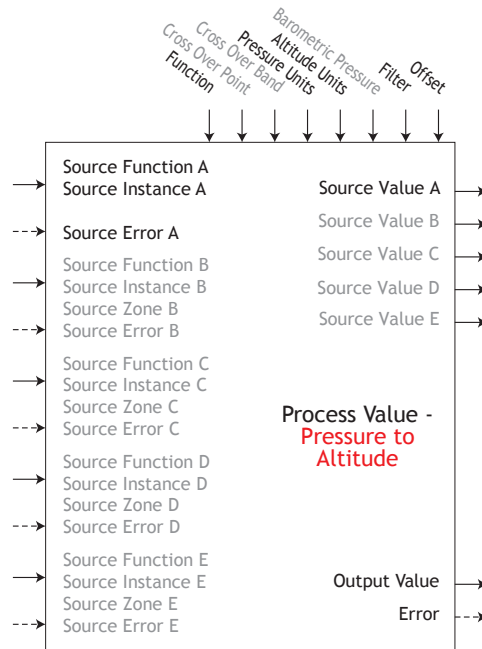 Function
Cross Over Point
Cross Over Band
Pressure Units
Altitude Units
Barometric Pressure
Filter
Offset
Source Function A
Source Instance A
Source Error A
Source Function B
Source Instance B
Source Zone B
Source Error B
Source Function C
Source Instance C
Source Zone C
Source Error C
Source Function D
Source Instance D
Source Zone D
Source Error D
Source Function E
Source Instance E
Source Zone E
Source Error E
Source Value A
Source Value B
Source Value C
Source Value D
Source Value E
Process Value -
Pressure to
Altitude
Output Value
Error